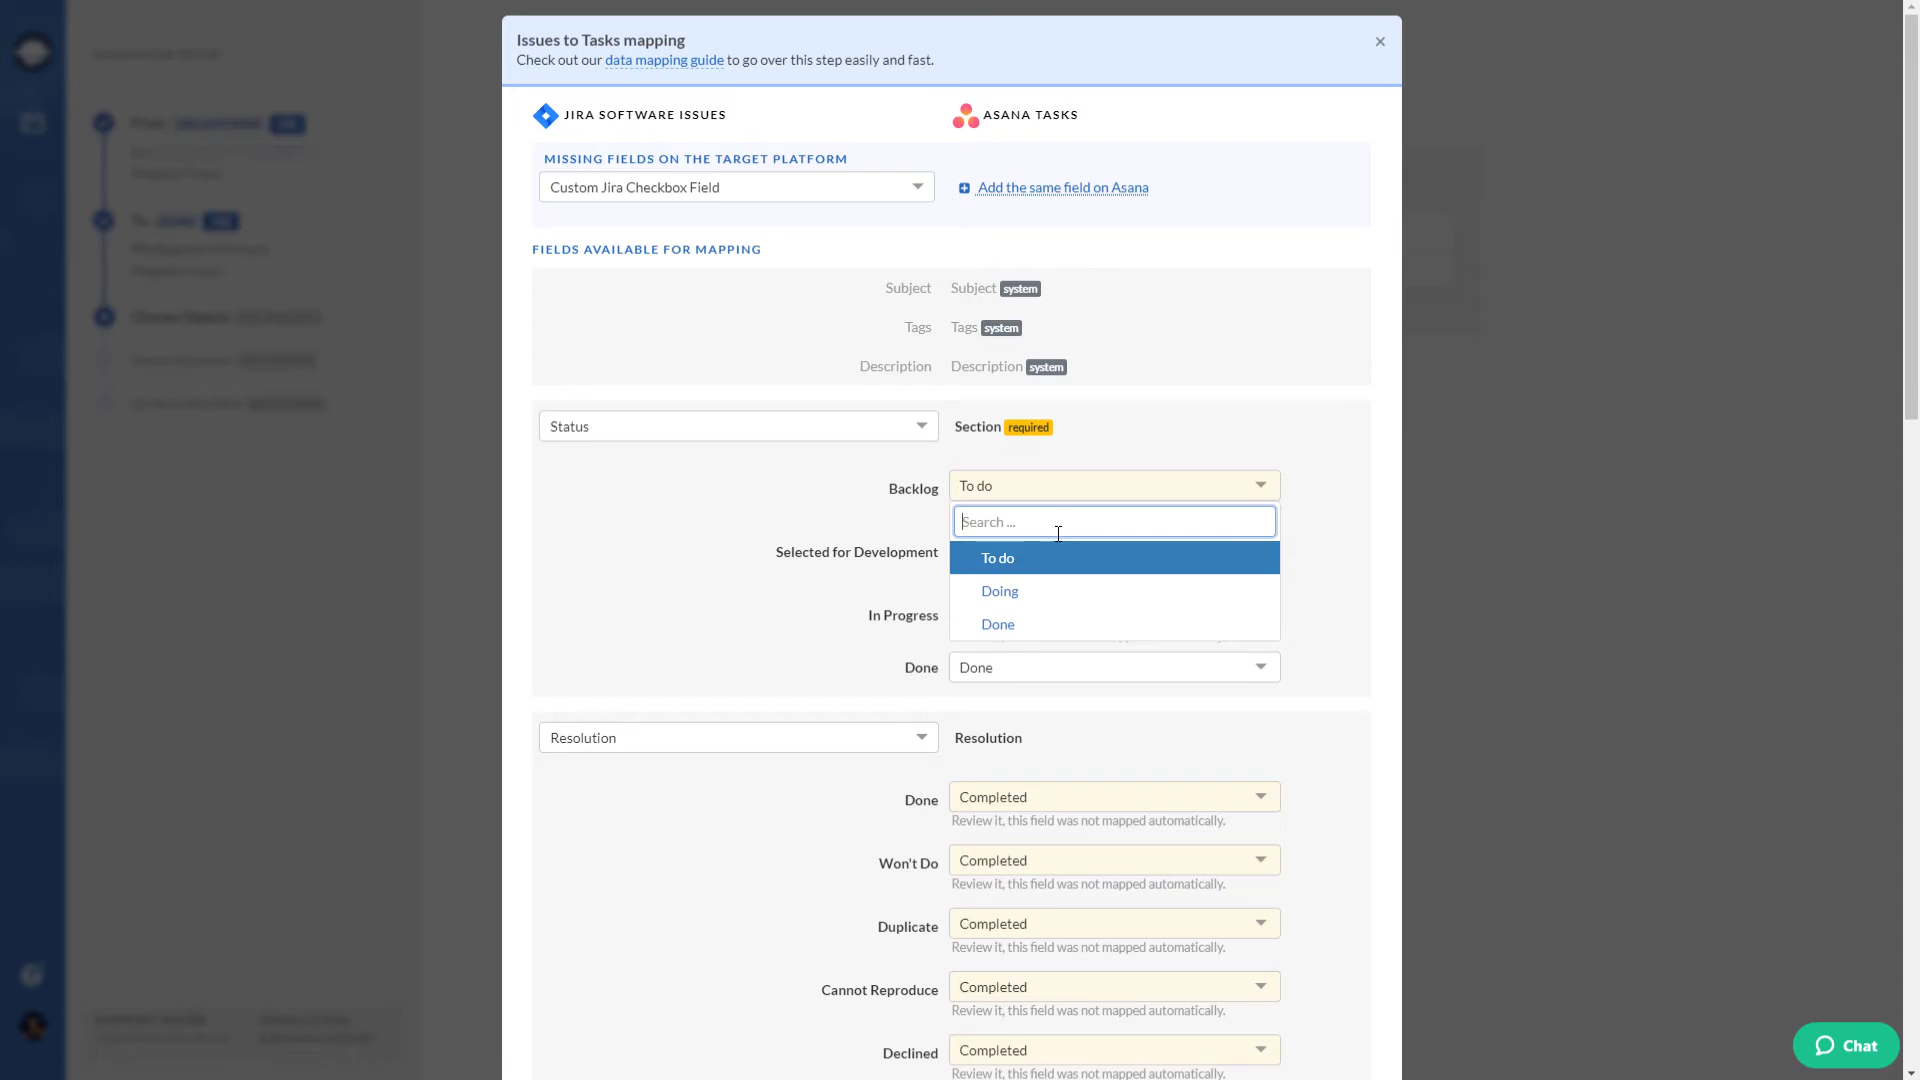 Issues to Tasks mapping
×
Check out our data mapping guide to go over this step easily and fast.
JIRA SOFTWARE ISSUES
ASANA TASKS
MISSING FIELDS ON THE TARGET PLATFORM
Custom Jira Checkbox Field
Add the same field on Asana
FIELDS AVAILABLE FOR MAPPING
Subject Subject system
Tags Tags system
Description Description system
Status Section required
Backlog To do
Search ...
To do
Selected for Development
Doing
In Progress
Done
Done Done
Resolution Resolution
Done Completed
Review it, this field was not mapped automatically.
Won't Do Completed
Review it, this field was not mapped automatically.
Duplicate Completed
Review it, this field was not mapped automatically.
Cannot Reproduce Completed
Review it, this field was not mapped automatically.
Declined Completed
Review it, this field was not mapped automatically.
Chat